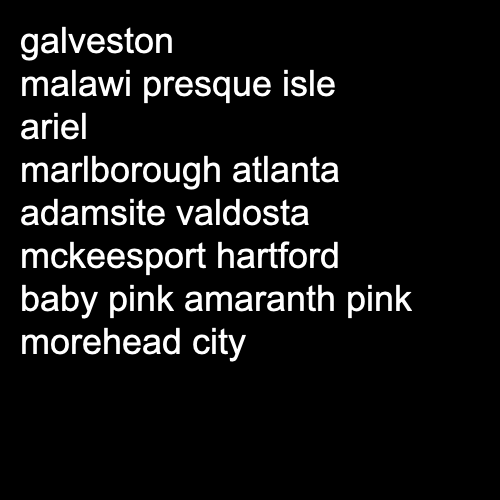 galveston
malawi presque isle
ariel
marlborough atlanta
adamsite valdosta
mckeesport hartford
baby pink amaranth pink
morehead city